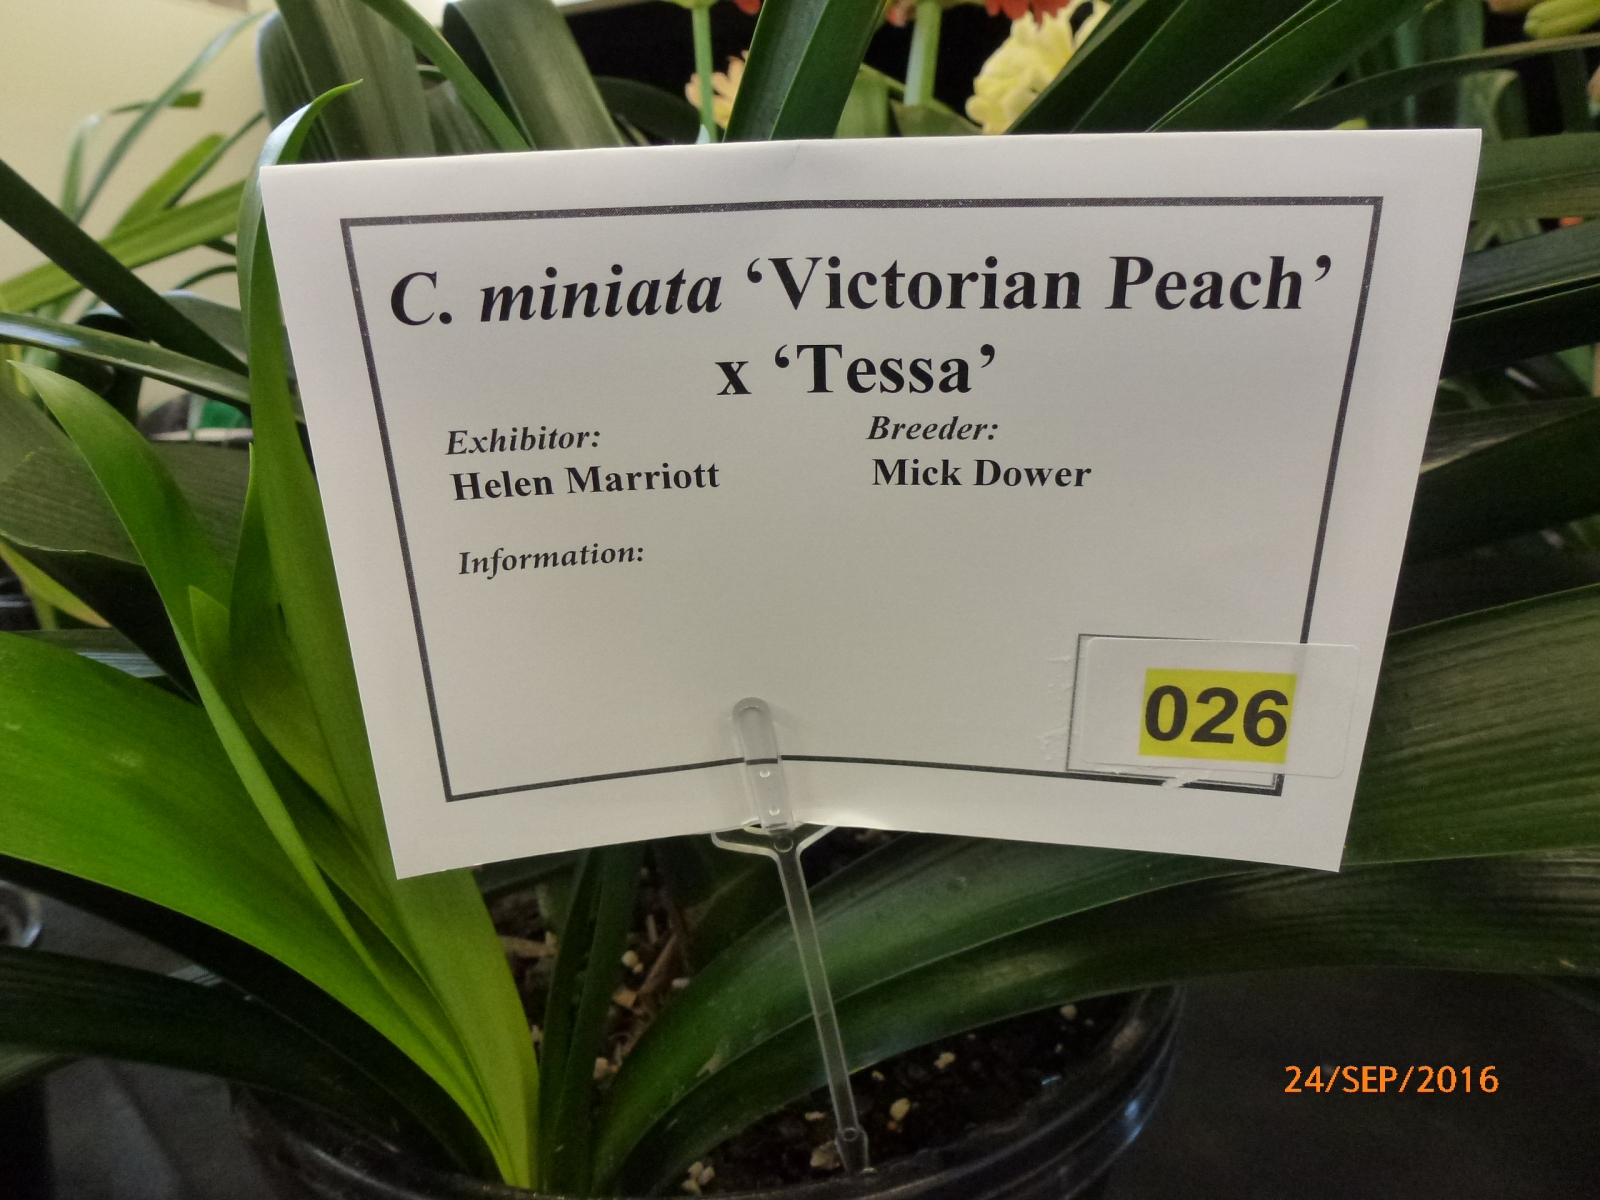 C. miniata ‘Victorian Peach’
x ‘Tessa’
Exhibitor:
Helen Marriott
Breeder:
Mick Dower
Information:
026
24/SEP/2016